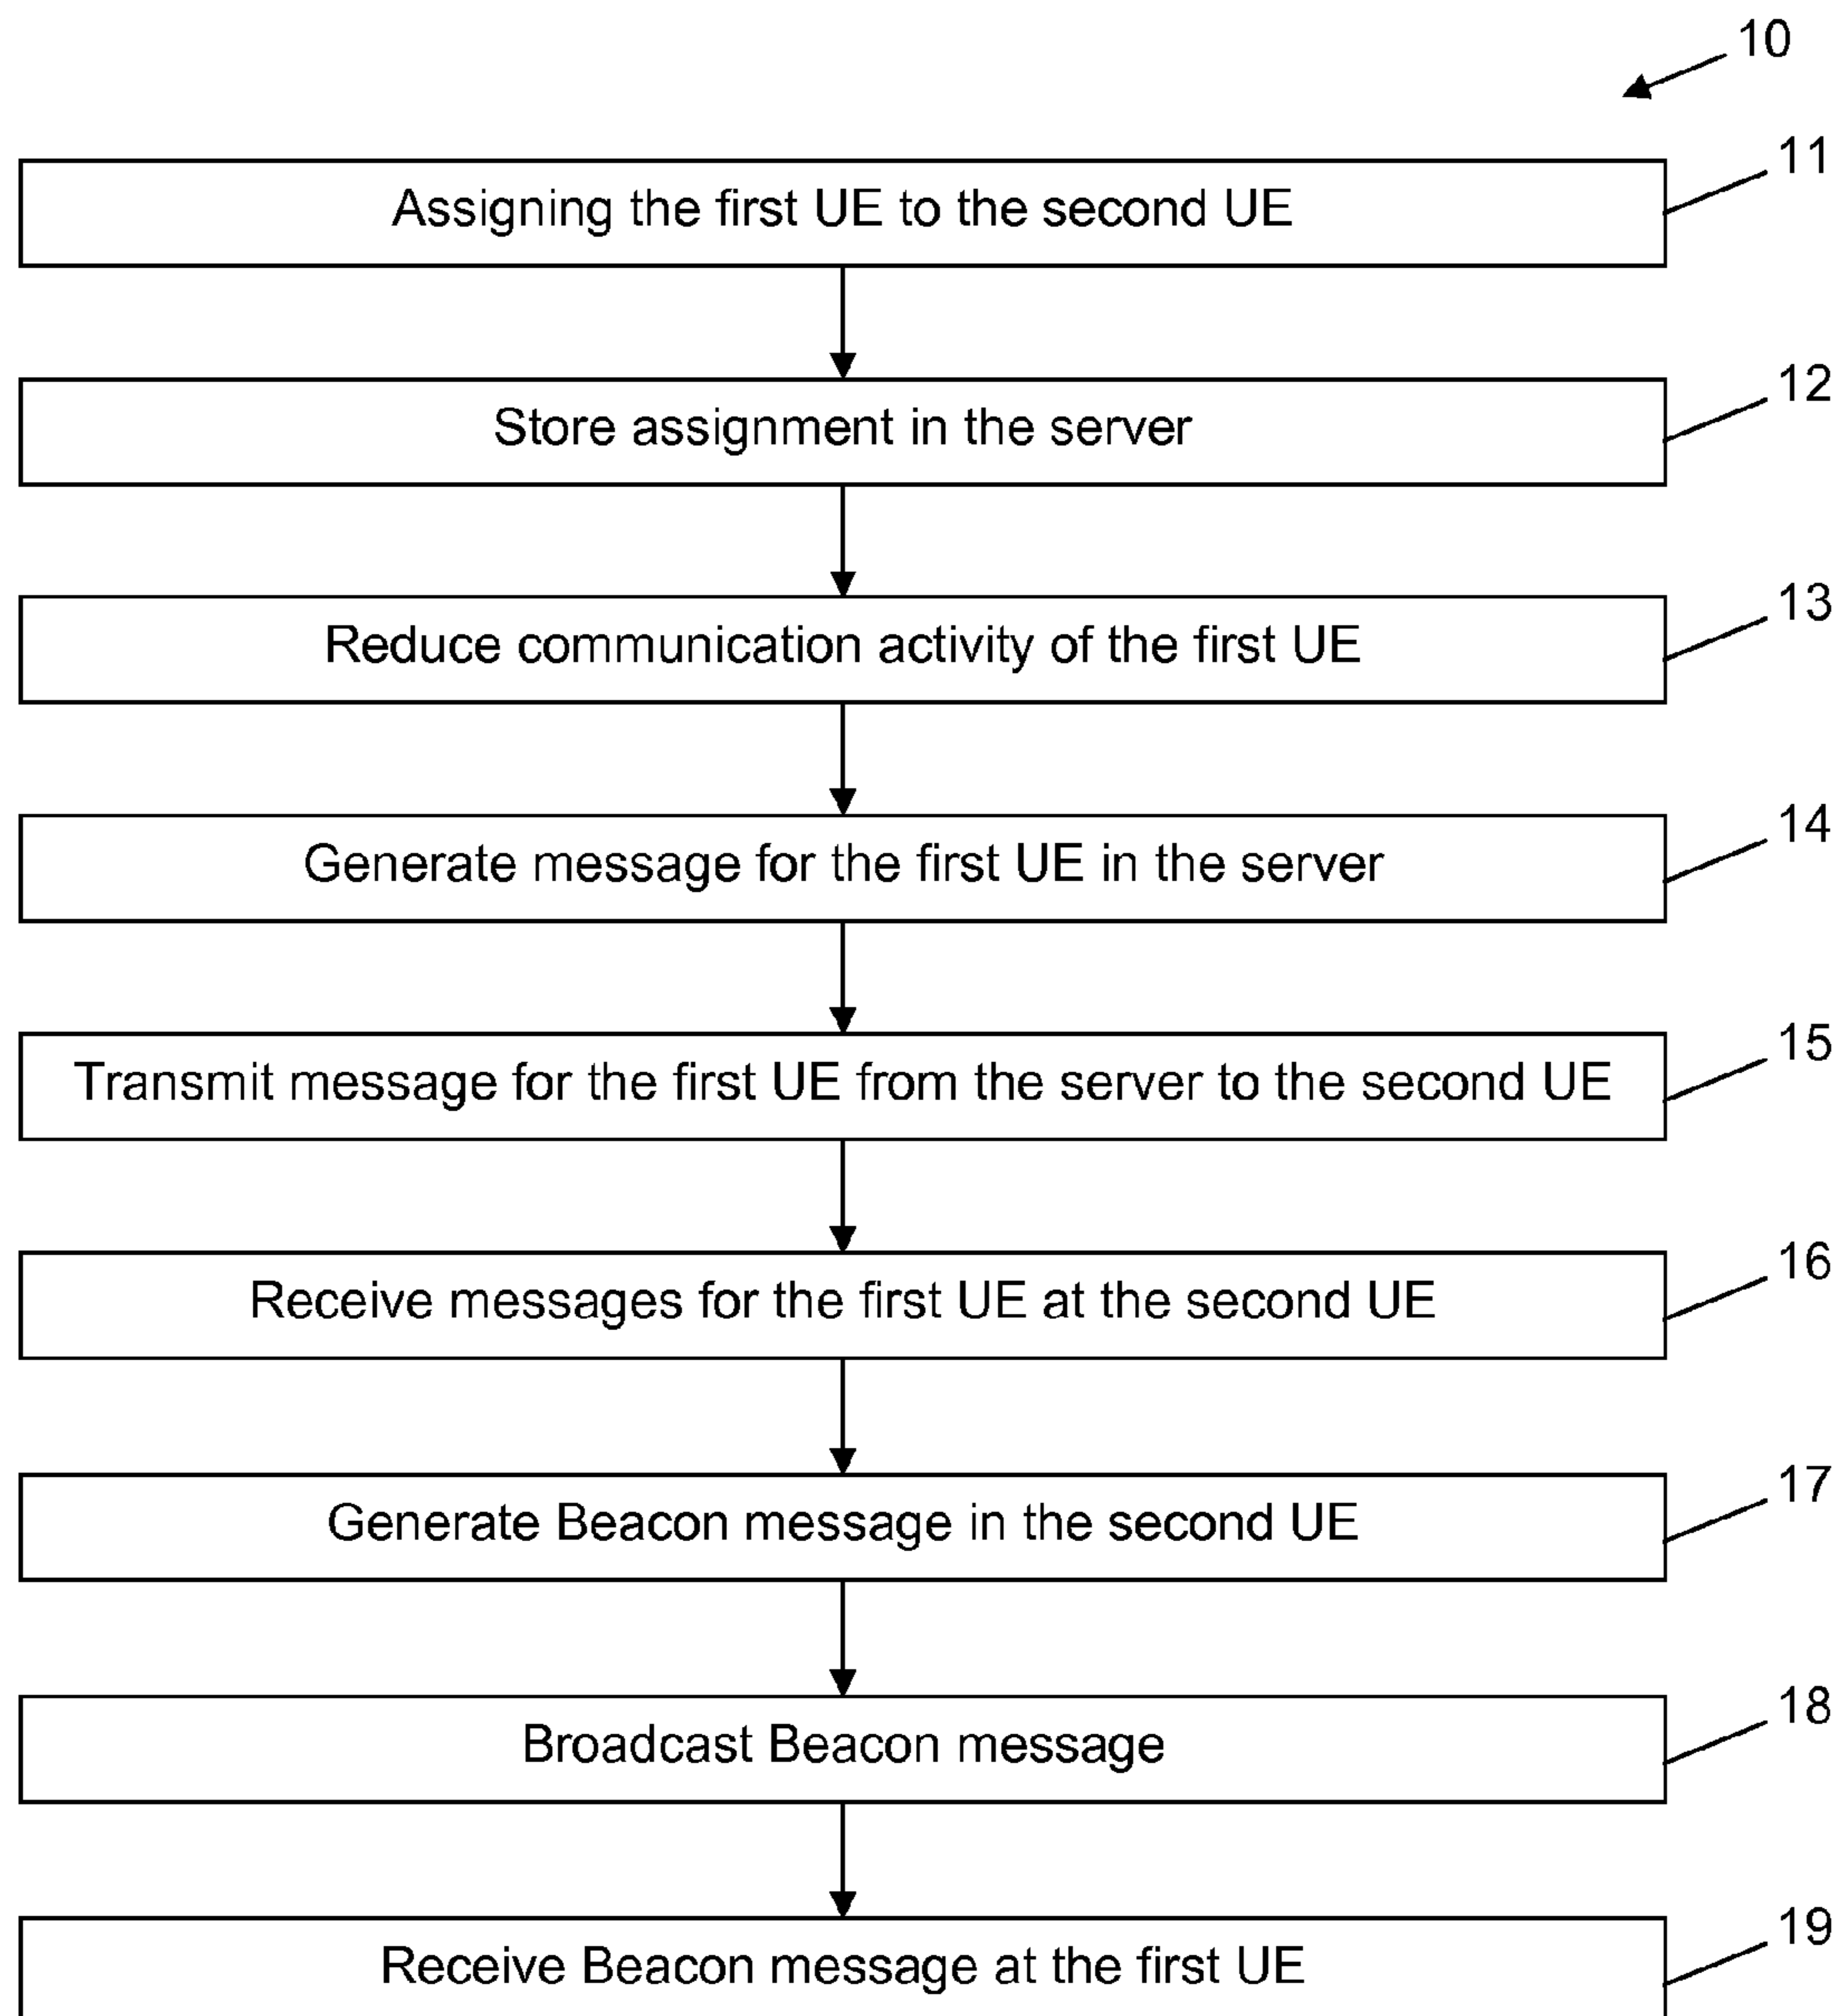 10
Assigning the first UE to the second UE
11
Store assignment in the server
12
Reduce communication activity of the first UE
13
Generate message for the first UE in the server
14
Transmit message for the first UE from the server to the second UE
15
Receive messages for the first UE at the second UE
16
Generate Beacon message in the second UE
17
Broadcast Beacon message
18
Receive Beacon message at the first UE
19